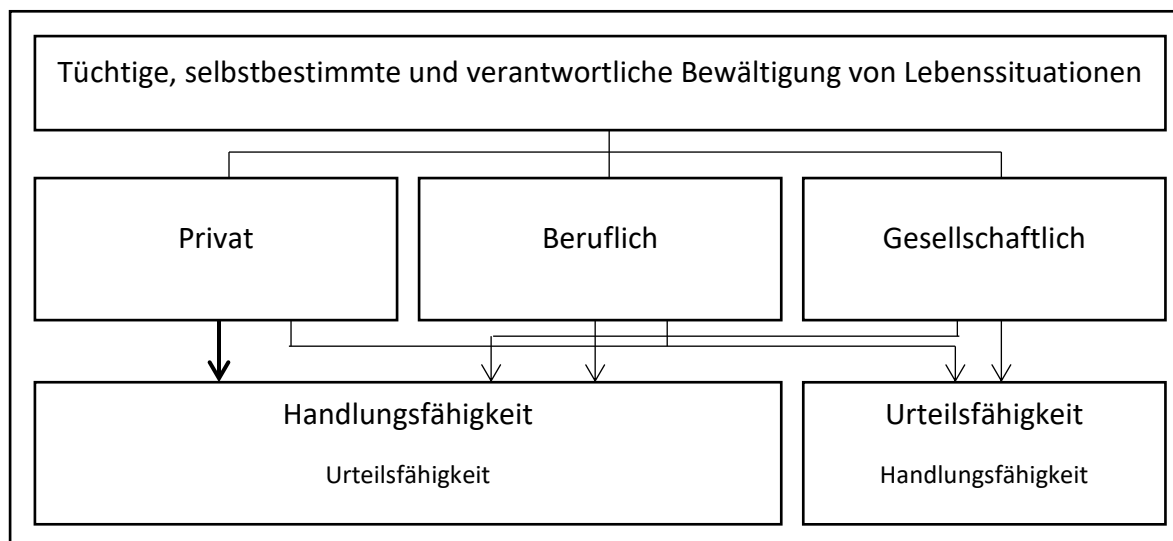 Tüchtige, selbstbestimmte und verantwortliche Bewältigung von Lebenssituationen
Privat
Beruflich
Gesellschaftlich
Handlungsfähigkeit
Urteilsfähigkeit
Urteilsfähigkeit
Handlungsfähigkeit